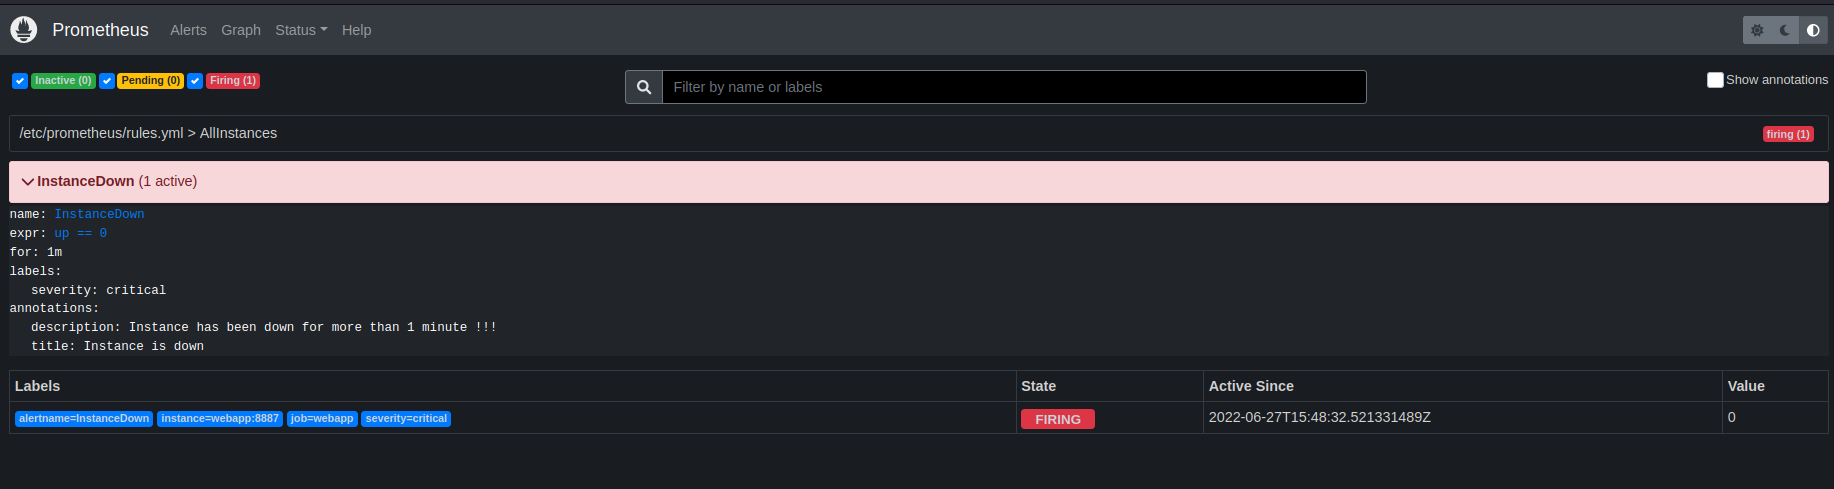 Prometheus Alerts Graph Status Help
Inactive (0) Pending (0) Firing (1) Filter by name or labels Show annotations
/etc/prometheus/rules.yml > AllInstances firing (1)
InstanceDown (1 active)
name: InstanceDown
expr: up == 0
for: 1m
labels:
severity: critical
annotations:
description: Instance has been down for more than 1 minute !!!
title: Instance is down
Labels State Active Since Value
alertname=InstanceDown instance=webapp:8887 job=webapp severity=critical FIRING 2022-06-27T15:48:32.521331489Z 0